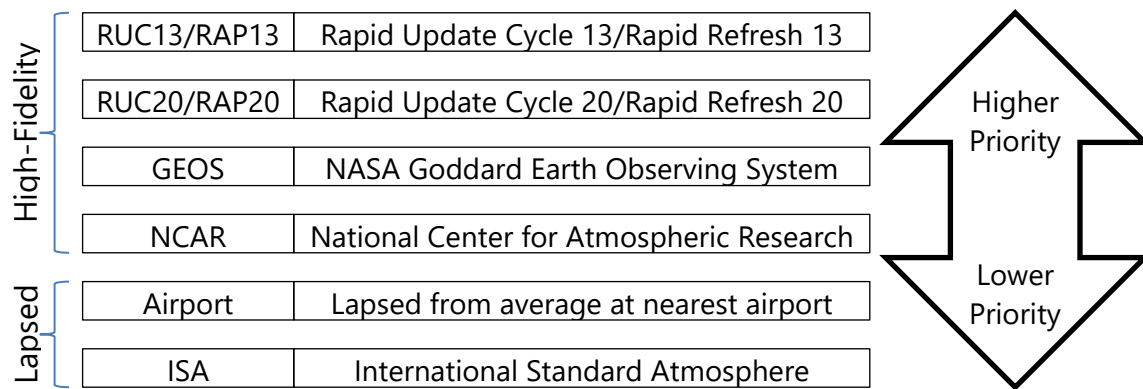 High-Fidelity
RUC13/RAP13 Rapid Update Cycle 13/Rapid Refresh 13
RUC20/RAP20 Rapid Update Cycle 20/Rapid Refresh 20
GEOS NASA Goddard Earth Observing System
NCAR National Center for Atmospheric Research
Lapsed
Airport Lapsed from average at nearest airport
ISA International Standard Atmosphere
Higher
Priority
Lower
Priority